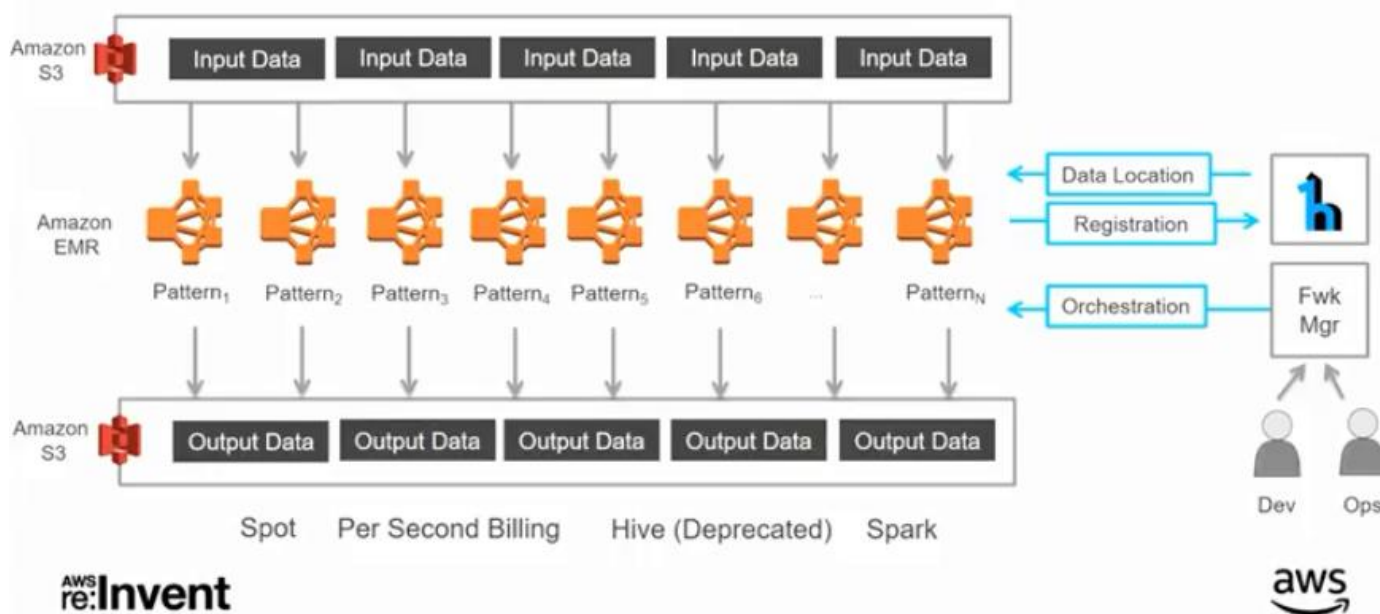 Amazon
S3
Input Data
Input Data
Input Data
Input Data
Input Data
Amazon
EMR
Pattern₁
Pattern₂
Pattern₃
Pattern₄
Pattern₅
Pattern₆
...
Pattern_N
Data Location
Registration
Orchestration
h
Fwk
Mgr
Dev
Ops
Amazon
S3
Output Data
Output Data
Output Data
Output Data
Output Data
Spot
Per Second Billing
Hive (Deprecated)
Spark
AWS
re:Invent
aws